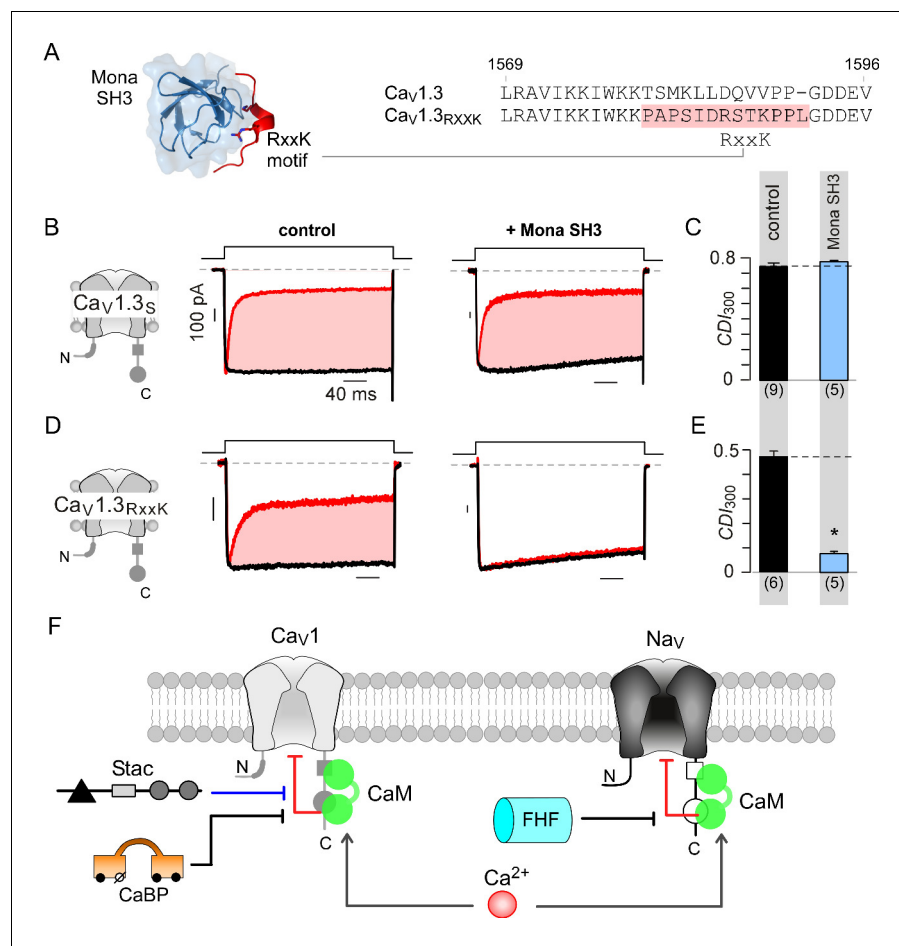 A
Mona
SH3
RxxK
motif
1569 1596
CaV1.3 LRAVIKKIWKKTSMKLLDQVVPP-GDDEV
CaV1.3RXXK LRAVIKKIWKKPAPSIDRSTKPPLGDDEV
RxxK
B control + Mona SH3
CaV1.3S
N
C
100 pA
40 ms
C control Mona SH3
0.8
CDI300
0
(9) (5)
D
CaV1.3RxxK
N
C
E
0.5
CDI300
*
0
(6) (5)
F
CaV1 NaV
N N
Stac CaM CaM
FHF
C C
CaBP
Ca2+